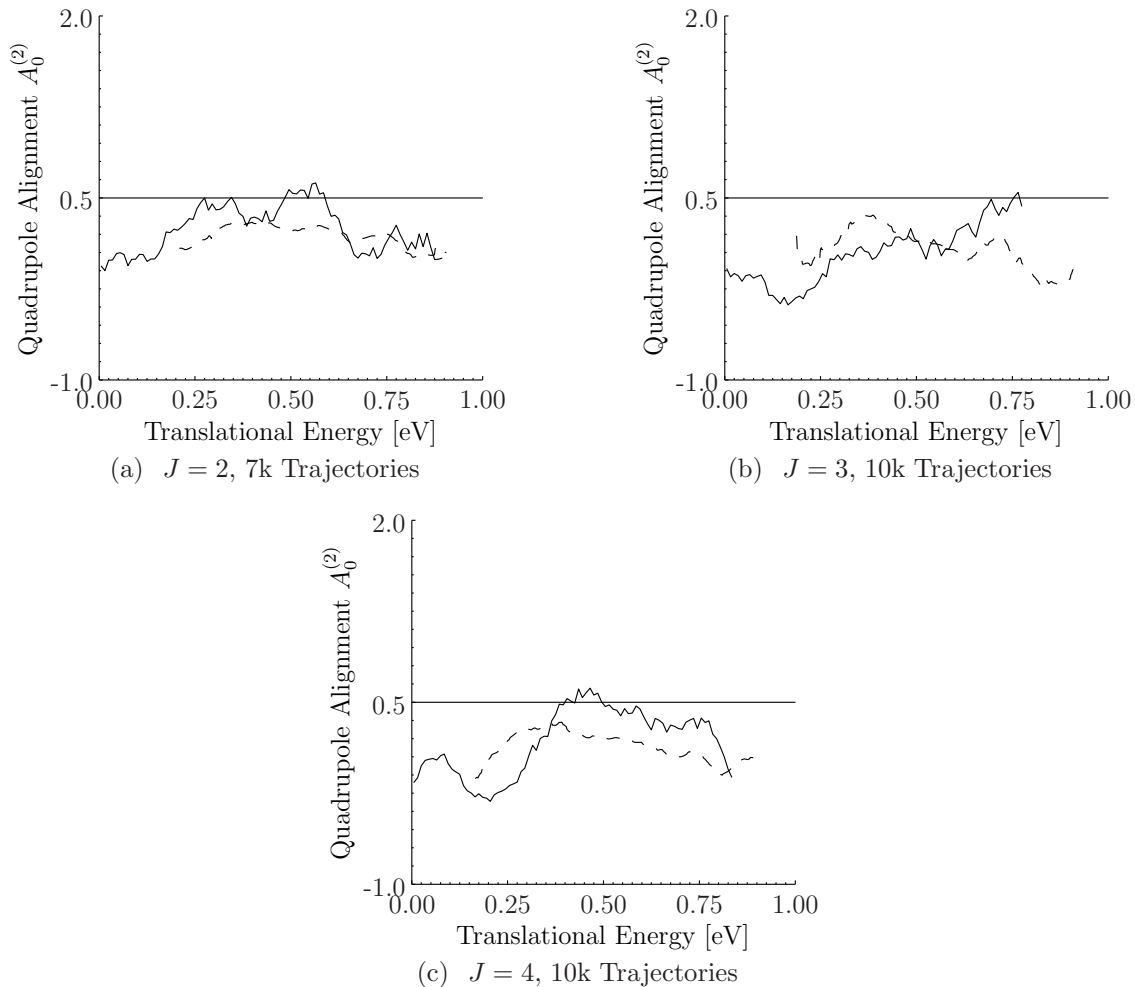 2.0
0.5
-1.0
Quadrupole Alignment A_0^{(2)}
0.00 0.25 0.50 0.75 1.00
Translational Energy [eV]
(a) J = 2, 7k Trajectories
2.0
0.5
-1.0
Quadrupole Alignment A_0^{(2)}
0.00 0.25 0.50 0.75 1.00
Translational Energy [eV]
(b) J = 3, 10k Trajectories
2.0
0.5
-1.0
Quadrupole Alignment A_0^{(2)}
0.00 0.25 0.50 0.75 1.00
Translational Energy [eV]
(c) J = 4, 10k Trajectories